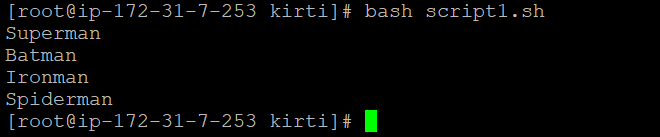 [root@ip-172-31-7-253 kirti]# bash script1.sh
Superman
Batman
Ironman
Spiderman
[root@ip-172-31-7-253 kirti]#